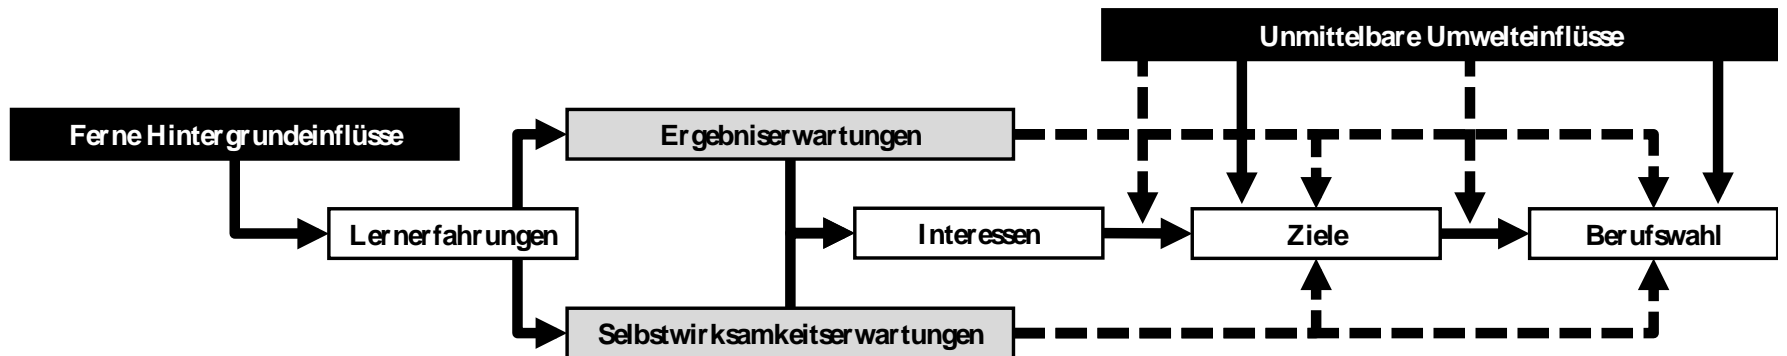 Unmittelbare Umwelteinflüsse
Ferne Hintergrundeinflüsse
Ergebniserwartungen
Lernerfahrungen
Interessen
Ziele
Berufswahl
Selbstwirksamkeitserwartungen